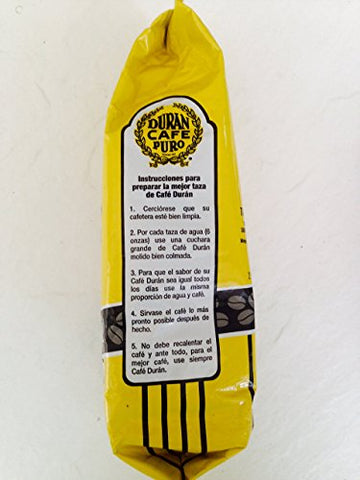 DURAN
CAFE
PURO
Instrucciones para
preparar la mejor taza
de Café Durán
1. Cerciórese que su
cafetera esté bien limpia.
2. Por cada taza de agua (6
onzas) use una cuchara
grande de Café Durán
molido bien colmada.
3. Para que el sabor de su
Café Durán sea igual todos
los días use la misma
proporción de agua y café.
4. Sírvase el café lo más
pronto posible después de
hecho.
5. No debe recalentar el
café y ante todo, para el
mejor café, use siempre
Café Durán.